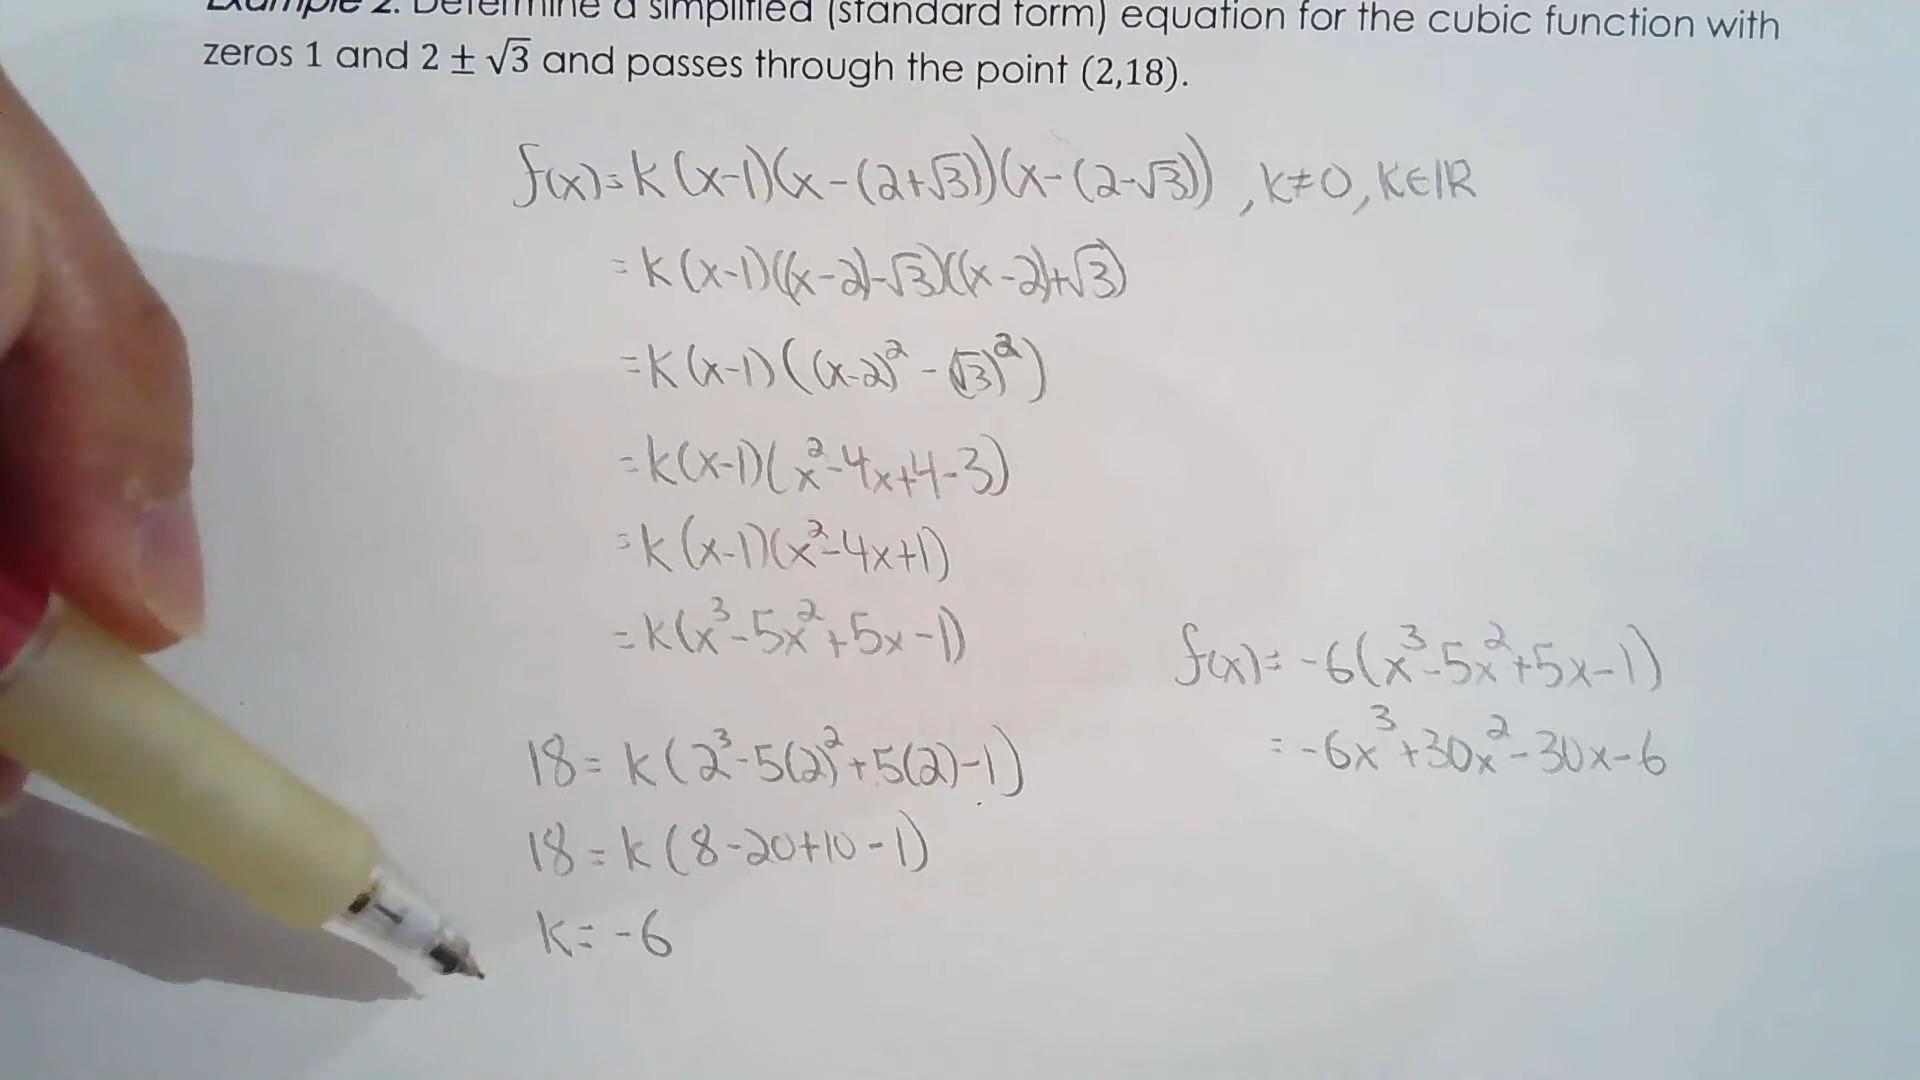 Example 2. Determine a simplified (standard form) equation for the cubic function with
zeros 1 and 2 ± √3 and passes through the point (2,18).
f(x) = k(x-1)(x-(2+√3))(x-(2-√3)) , k≠0, k∈ℝ
= k(x-1)((x-2)-√3)((x-2)+√3)
= k(x-1)((x-2)² - (√3)²)
= k(x-1)(x²-4x+4-3)
= k(x-1)(x²-4x+1)
= k(x³-5x²+5x-1)
18 = k(2³-5(2)²+5(2)-1)
18 = k(8-20+10-1)
k = -6
f(x) = -6(x³-5x²+5x-1)
= -6x³+30x²-30x-6